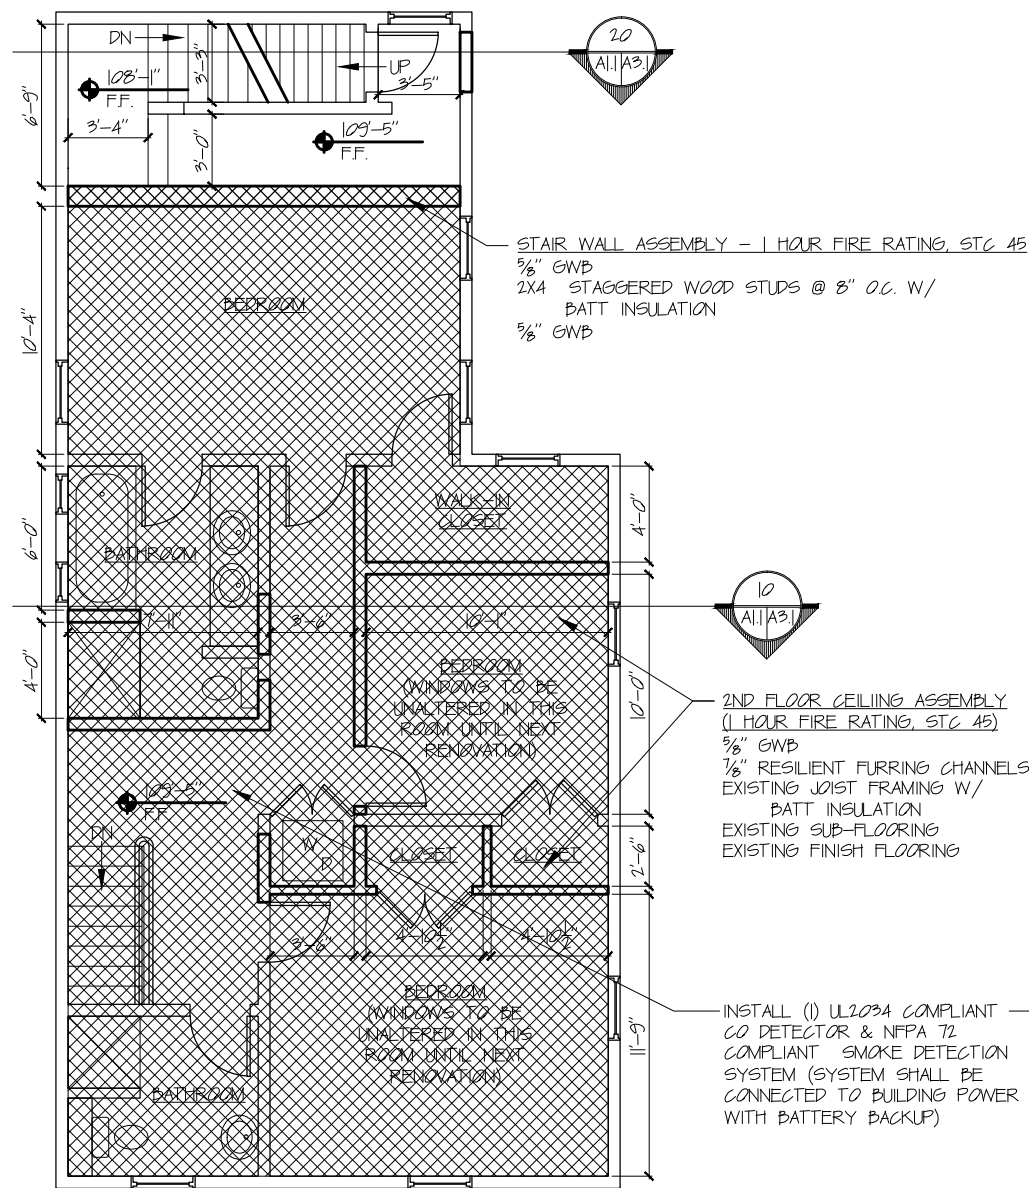 DN
UP
3'-3"
3'-5"
108'-1"
F.F.
3'-4"
3'-0"
109'-5"
F.F.
6'-9"
20
A1.1 A3.1
STAIR WALL ASSEMBLY - 1 HOUR FIRE RATING, STC 45
5/8" GWB
2X4 STAGGERED WOOD STUDS @ 8" O.C. W/
BATT INSULATION
5/8" GWB
BEDROOM
10'-4"
WALK-IN
CLOSET
4'-0"
BATHROOM
6'-0"
7'-11"
3'-6"
10'-1"
10
A1.1 A3.1
4'-0"
BEDROOM
(WINDOWS TO BE
UNALTERED IN THIS
ROOM UNTIL NEXT
RENOVATION)
10'-0"
2ND FLOOR CEILIING ASSEMBLY
(1 HOUR FIRE RATING, STC 45)
5/8" GWB
7/8" RESILIENT FURRING CHANNELS
EXISTING JOIST FRAMING W/
BATT INSULATION
EXISTING SUB-FLOORING
EXISTING FINISH FLOORING
109'-5"
F.F.
DN
W
D
CLOSET
CLOSET
2'-6"
3'-6"
4'-10 1/2"
4'-10 1/2"
BEDROOM
(WINDOWS TO BE
UNALTERED IN THIS
ROOM UNTIL NEXT
RENOVATION)
11'-9"
BATHROOM
INSTALL (1) UL2034 COMPLIANT
CO DETECTOR & NFPA 72
COMPLIANT SMOKE DETECTION
SYSTEM (SYSTEM SHALL BE
CONNECTED TO BUILDING POWER
WITH BATTERY BACKUP)